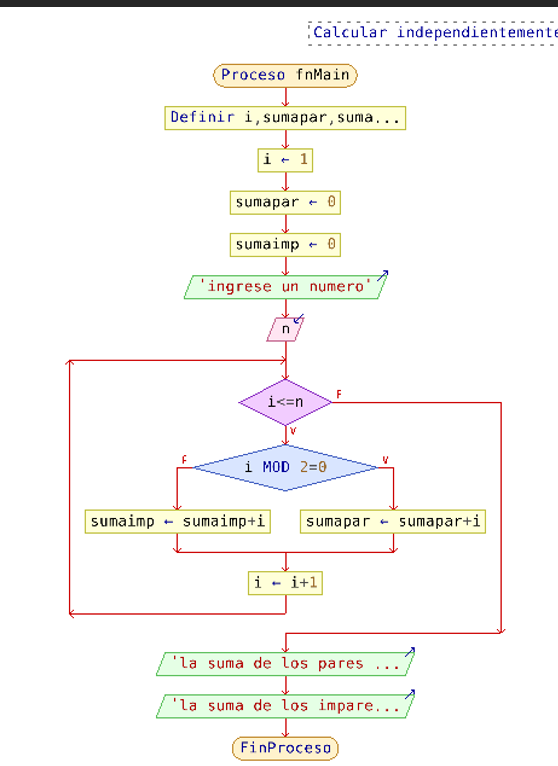 Calcular independientemente
Proceso fnMain
Definir i,sumapar,suma...
i ← 1
sumapar ← 0
sumaimp ← 0
'ingrese un numero'
n
i<=n
F
V
i MOD 2=0
F
V
sumaimp ← sumaimp+i
sumapar ← sumapar+i
i ← i+1
'la suma de los pares ...
'la suma de los impare...
FinProceso